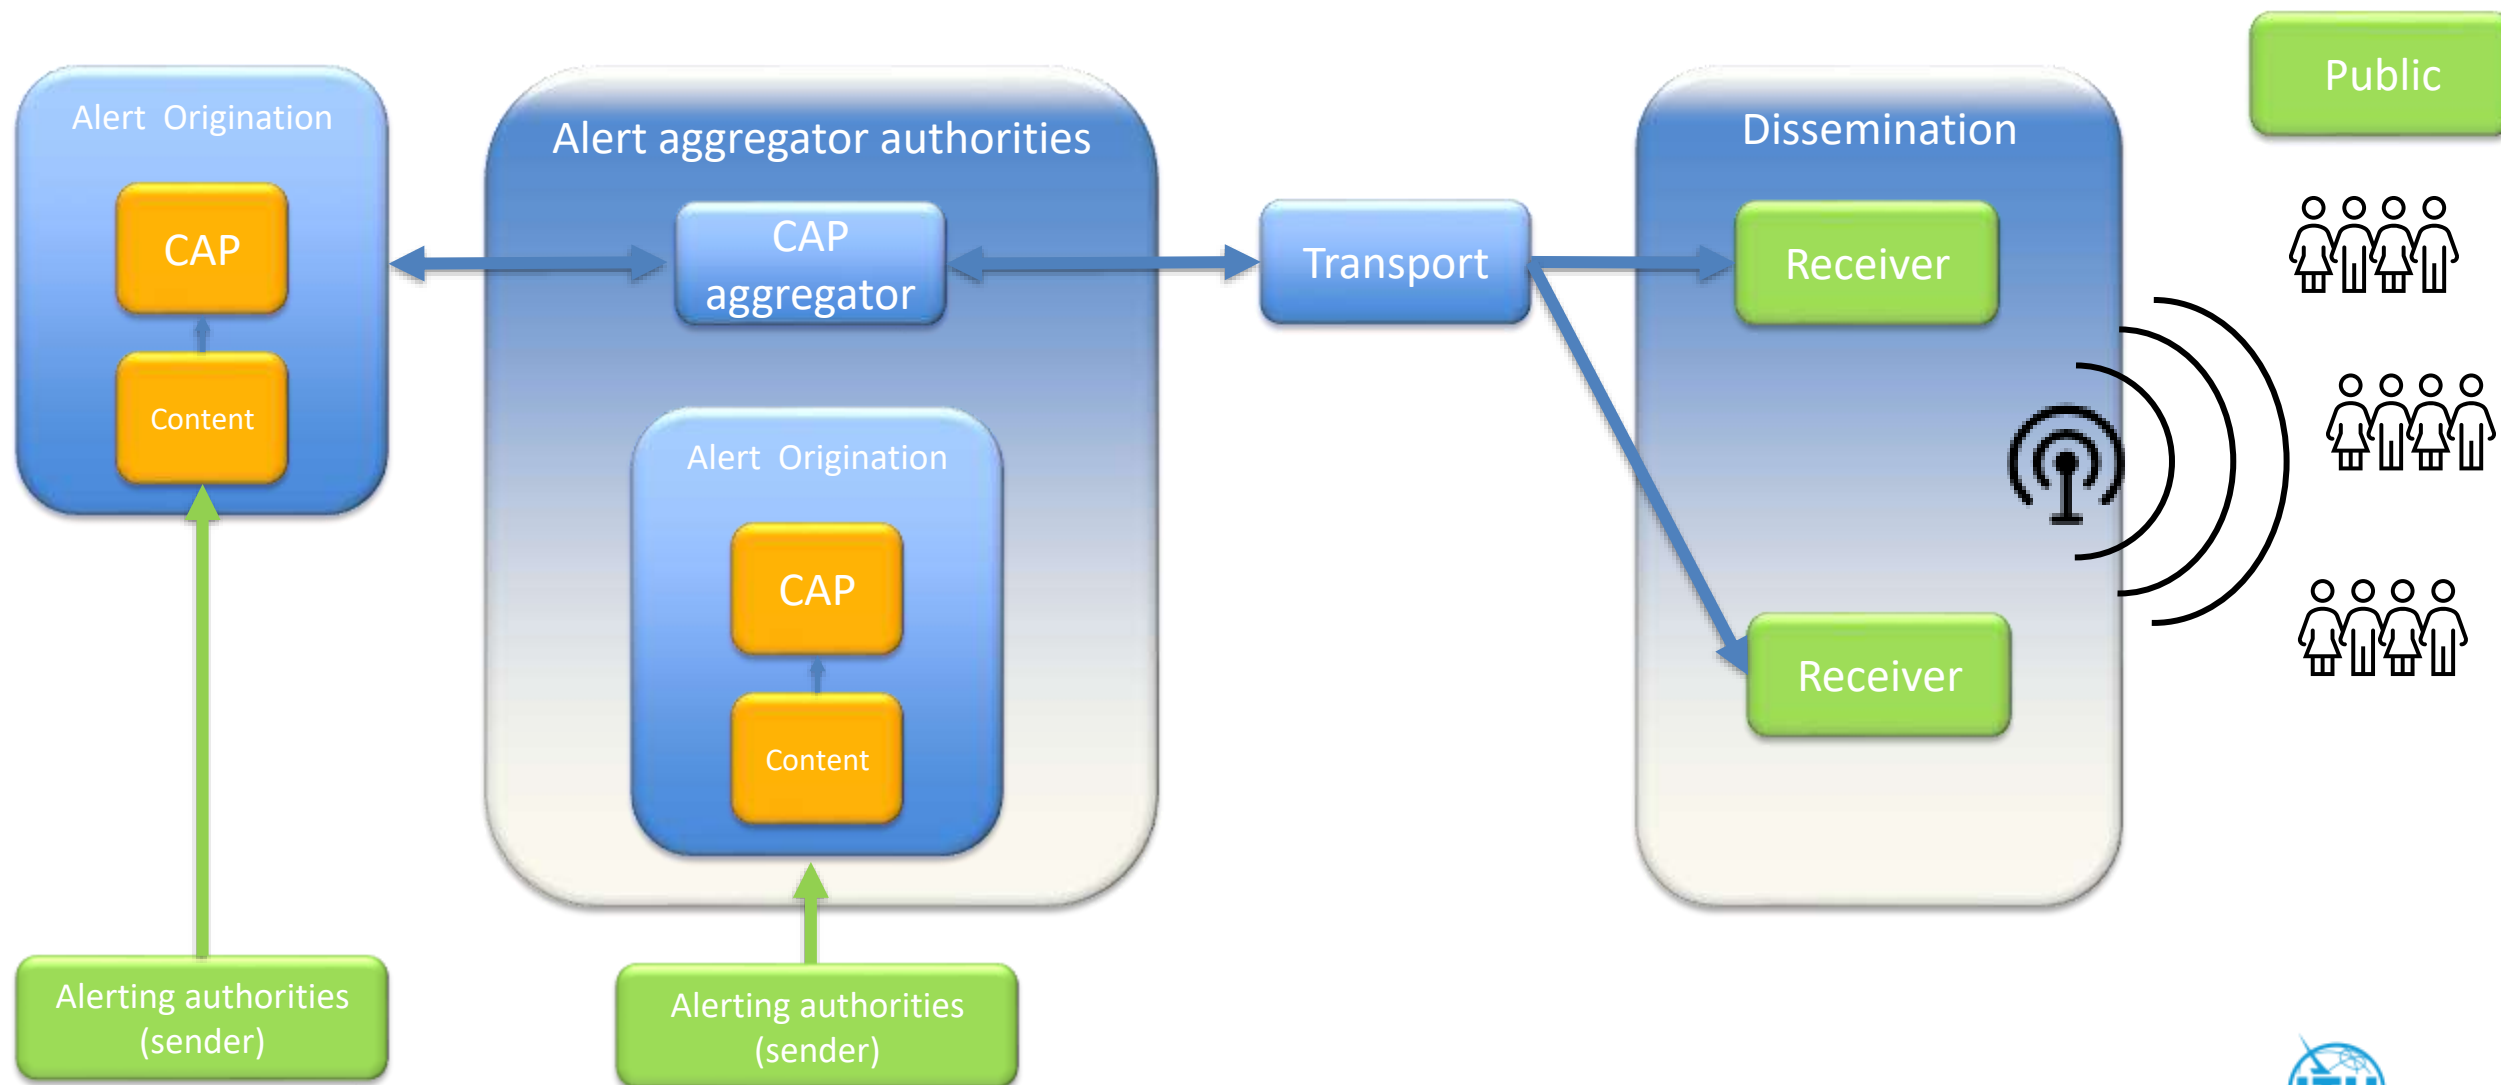 Public
Alert Origination
CAP
Content
Alert aggregator authorities
CAP
aggregator
Alert Origination
CAP
Content
Transport
Dissemination
Receiver
Receiver
Alerting authorities
(sender)
Alerting authorities
(sender)